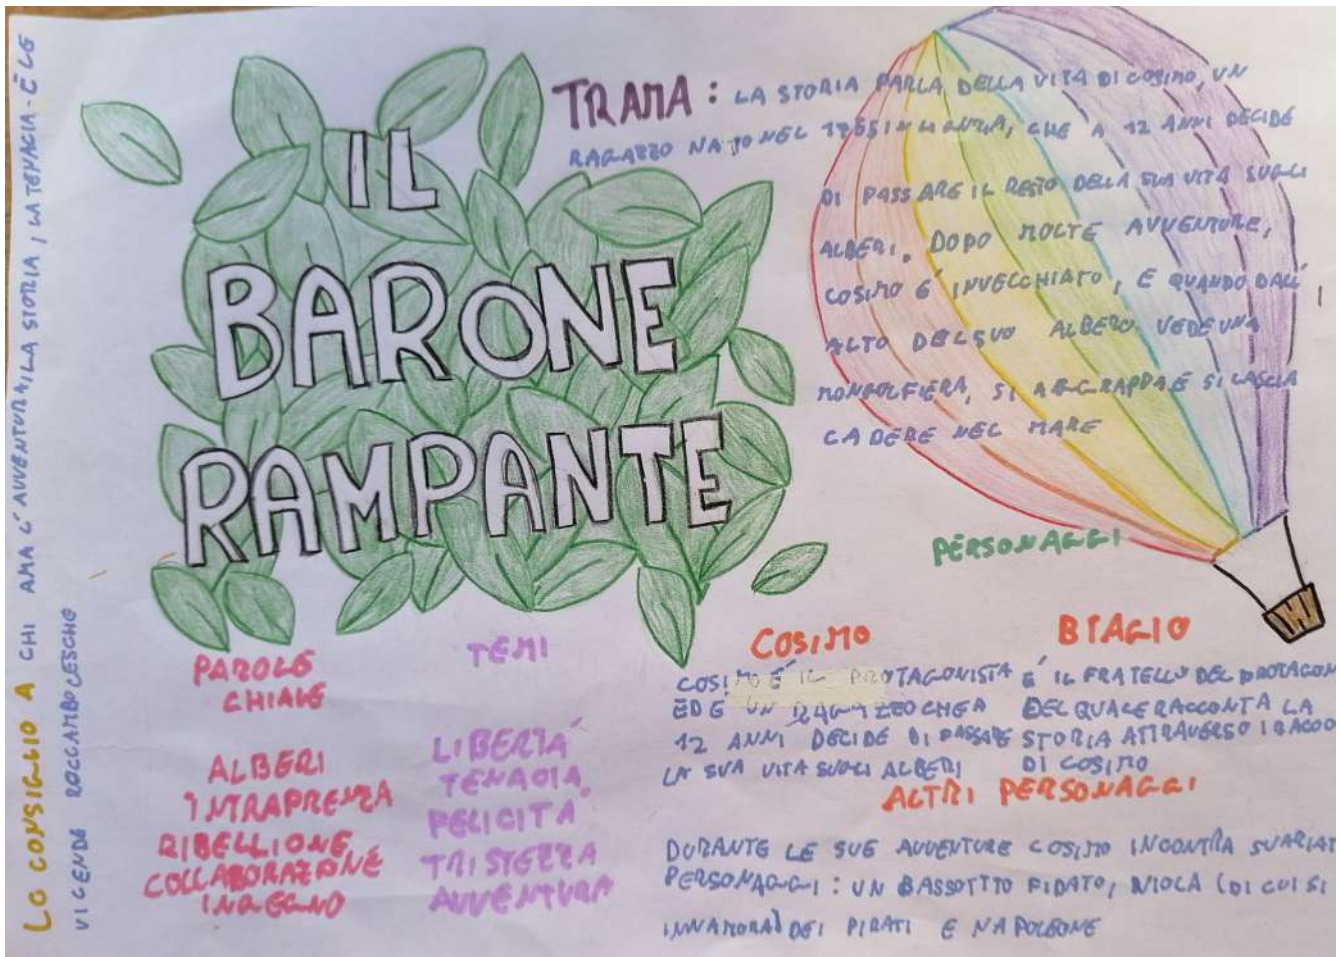 IL
BARONE
RAMPANTE
TRAMA: LA STORIA PARLA DELLA VITA DI COSIMO, UN
RAGAZZO NATO NEL 1755 IN LIGURIA, CHE A 12 ANNI DECIDE
DI PASSARE IL RESTO DELLA SUA VITA SUGLI
ALBERI. DOPO MOLTE AVVENTURE,
COSIMO É INVECCHIATO, E QUANDO DALL'
ALTO DEL SUO ALBERO VEDE UNA
MONGOLFIERA, SI AGGRAPPA E SI LASCIA
CADERE NEL MARE
PERSONAGGI
COSIMO
COSIMO É IL PROTAGONISTA
ED E UN RAGAZZO CHE A
12 ANNI DECIDE DI PASSARE
LA SUA VITA SUGLI ALBERI
BIAGIO
É IL FRATELLO DEL PROTAGON
DEL QUALE RACCONTA LA
STORIA ATTRAVERSO I RACCO
DI COSIMO
ALTRI PERSONAGGI
DURANTE LE SUE AVVENTURE COSIMO INCONTRA SVARIAT
PERSONAGGI: UN BASSOTTTO FIDATO, VIOLA (DI CUI SI
INNAMORA) DEI PIRATI E NAPOLEONE
PAROLE
CHIAVE
ALBERI
INTRAPRENZA
RIBELLIONE
COLLABORAZIONE
INGEGNO
TEMI
LIBERTÀ
TENACIA
FELICITÀ
TRISTEZZA
AVVENTURA
LO CONSIGLIO A CHI AMA L'AVVENTURA, LA STORIA, LA TENACIA E LE
VICENDE ROCCAMBOLESCHE